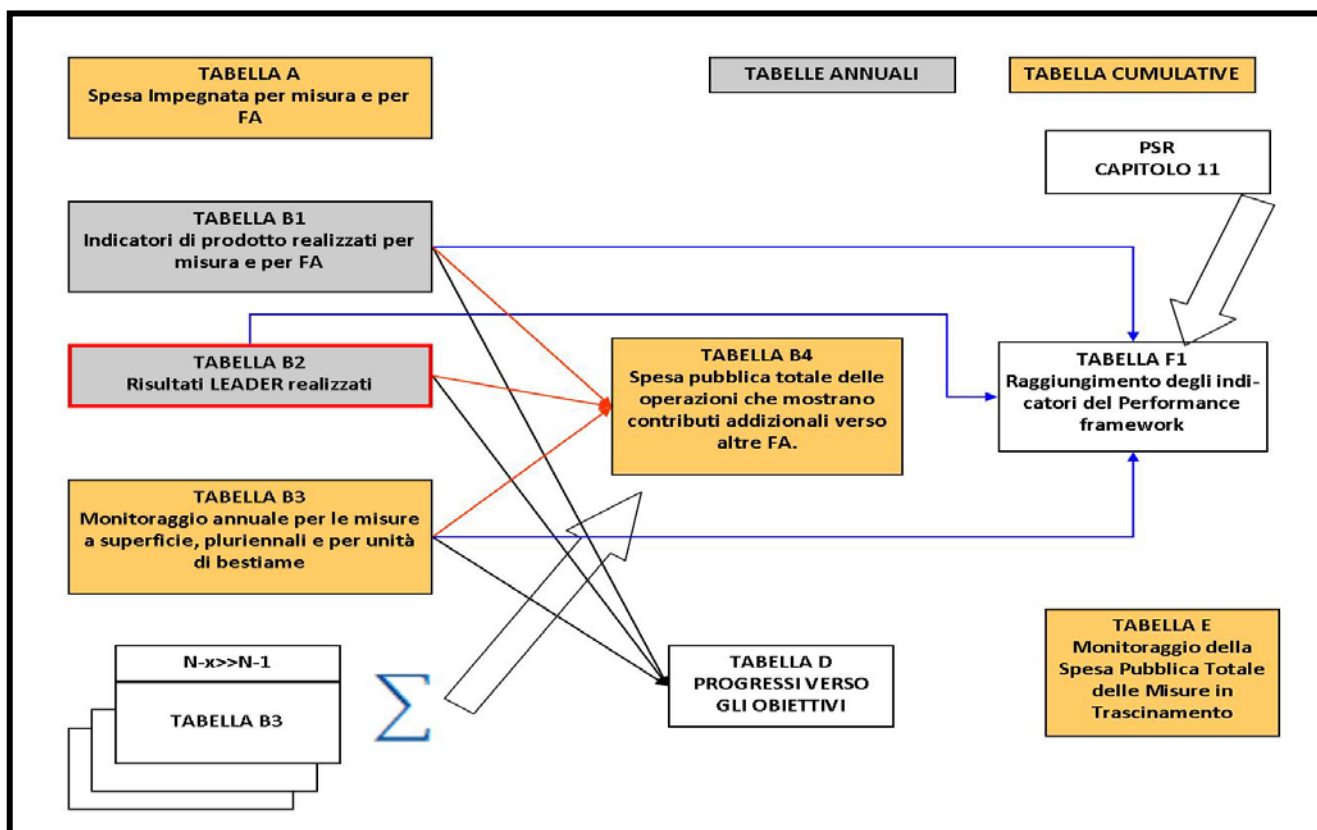 TABELLA A
Spesa Impegnata per misura e per
FA
TABELLE ANNUALI
TABELLA CUMULATIVE
PSR
CAPITOLO 11
TABELLA B1
Indicatori di prodotto realizzati per
misura e per FA
TABELLA B2
Risultati LEADER realizzati
TABELLA B4
Spesa pubblica totale delle
operazioni che mostrano
contributi addizionali verso
altre FA.
TABELLA F1
Raggiungimento degli indi-
catori del Performance
framework
TABELLA B3
Monitoraggio annuale per le misure
a superficie, pluriennali e per unità
di bestiame
N-x>>N-1
TABELLA B3
∑
TABELLA D
PROGRESSI VERSO
GLI OBIETTIVI
TABELLA E
Monitoraggio della
Spesa Pubblica Totale
delle Misure in
Trascinamento